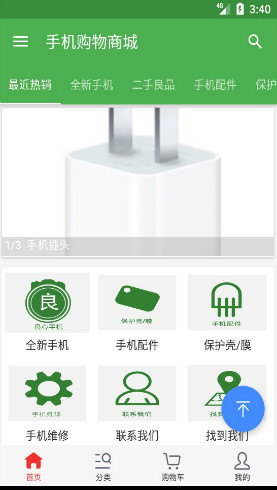 4G 3:40
手机购物商城
最近热销 全新手机 二手良品 手机配件 保护
1/3 手机插头
良
良心手机 保护壳/膜 手机配件
全新手机 手机配件 保护壳/膜
手机维修 联系我们 找到我们
手机维修 联系我们 找到我们
首页 分类 购物车 我的